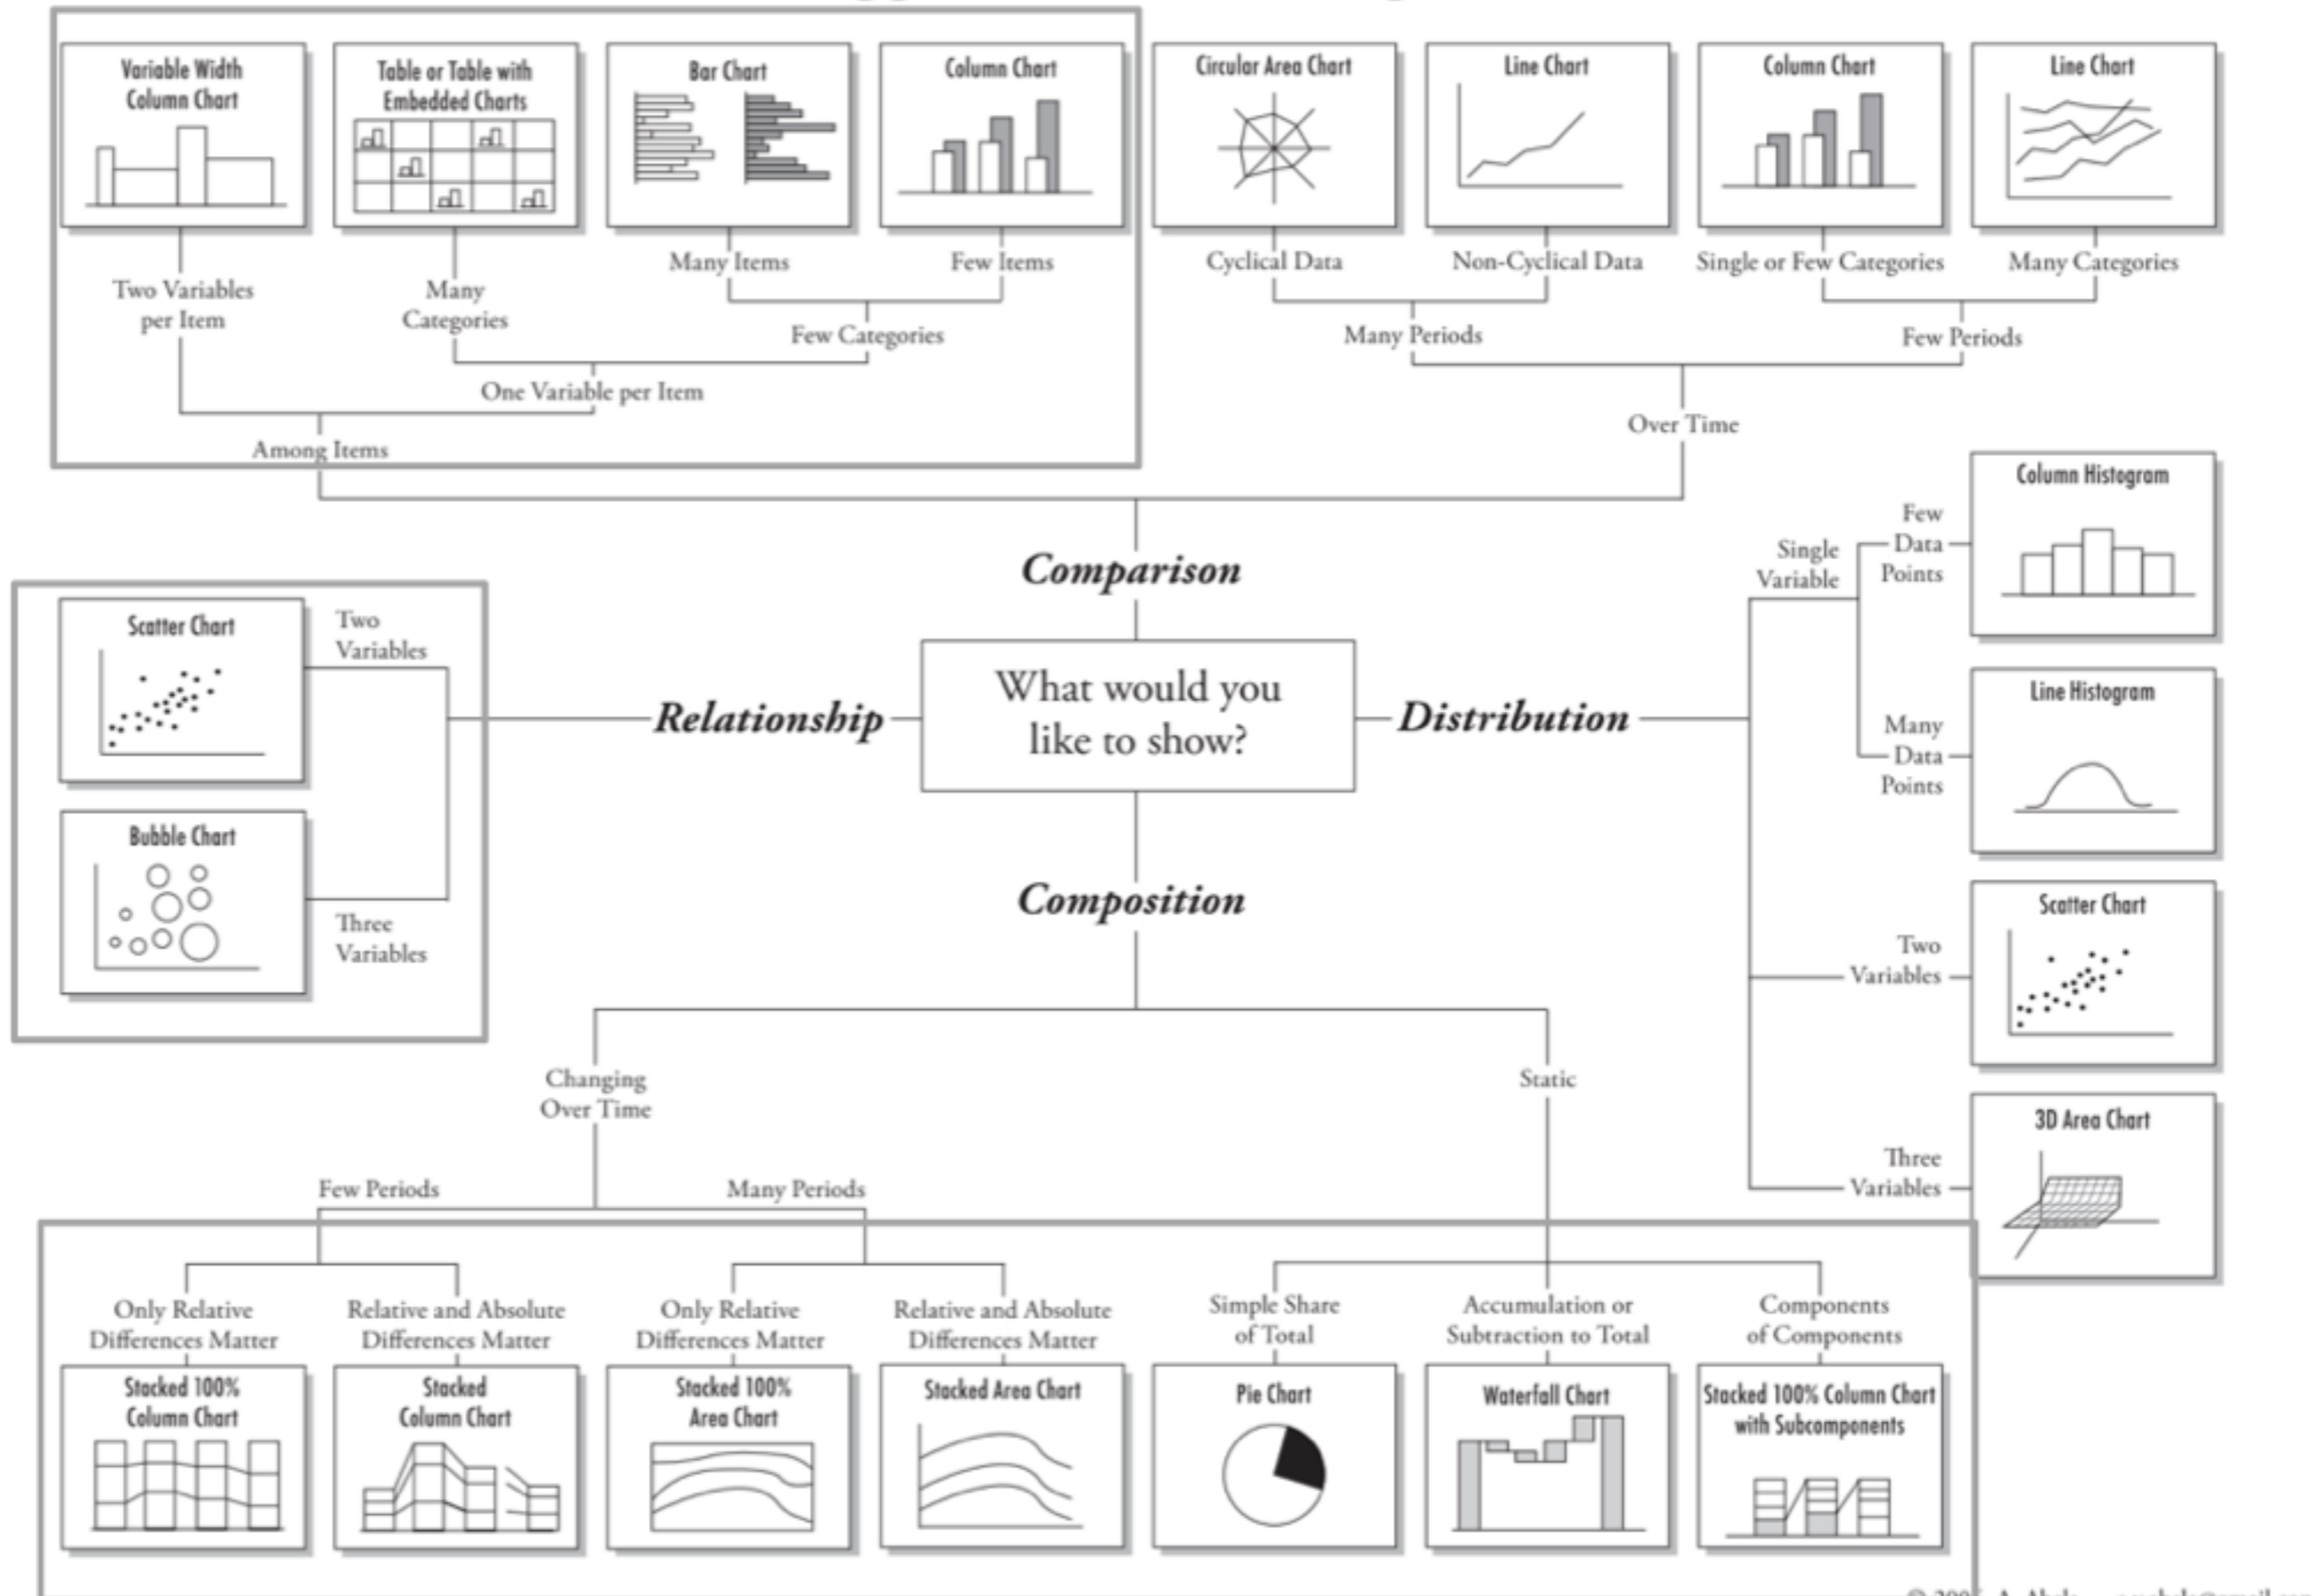 Variable Width
Column Chart
Table or Table with
Embedded Charts
Bar Chart
Column Chart
Circular Area Chart
Line Chart
Column Chart
Line Chart
Two Variables
per Item
Many
Categories
Many Items
Few Items
Cyclical Data
Non-Cyclical Data
Single or Few Categories
Many Categories
Few Categories
Many Periods
Few Periods
One Variable per Item
Among Items
Over Time
Comparison
What would you
like to show?
Relationship
Distribution
Composition
Scatter Chart
Two
Variables
Bubble Chart
Three
Variables
Single
Variable
Few
Data
Points
Column Histogram
Many
Data
Points
Line Histogram
Two
Variables
Scatter Chart
Three
Variables
3D Area Chart
Changing
Over Time
Static
Few Periods
Many Periods
Only Relative
Differences Matter
Relative and Absolute
Differences Matter
Only Relative
Differences Matter
Relative and Absolute
Differences Matter
Simple Share
of Total
Accumulation or
Subtraction to Total
Components
of Components
Stacked 100%
Column Chart
Stacked
Column Chart
Stacked 100%
Area Chart
Stacked Area Chart
Pie Chart
Waterfall Chart
Stacked 100% Column Chart
with Subcomponents